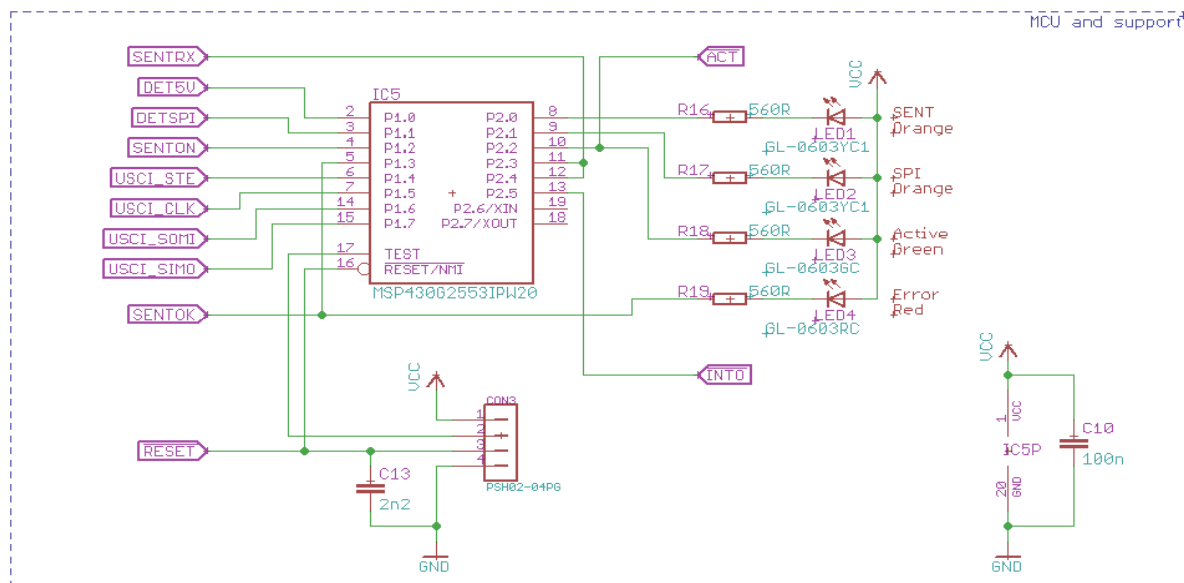 MCU and support
SENTRX
ACT
DET5V
IC5
VCC
DETSPI
2 P1.0 P2.0 8
R16 560R
SENT
Orange
3 P1.1 P2.1 9
LED1
SENTON
4 P1.2 P2.2 10
GL-0603YC1
5 P1.3 P2.3 11
R17 560R
SPI
Orange
USCI_STE
6 P1.4 P2.4 12
LED2
USCI_CLK
7 P1.5 P2.5 13
GL-0603YC1
USCI_SOMI
14 P1.6 P2.6/XIN 19
15 P1.7 P2.7/XOUT 18
R18 560R
Active
Green
17 TEST
LED3
USCI_SIMO
16 RESET/NMI
GL-0603GC
MSP430G2553IPW20
R19 560R
Error
Red
SENTOK
LED4
GL-0603RC
VCC
INT0
VCC
CON3
1
2
3
4
PSH02-04PG
RESET
C13
2n2
GND
1 VCC
IC5P
20 GND
C10
100n
GND